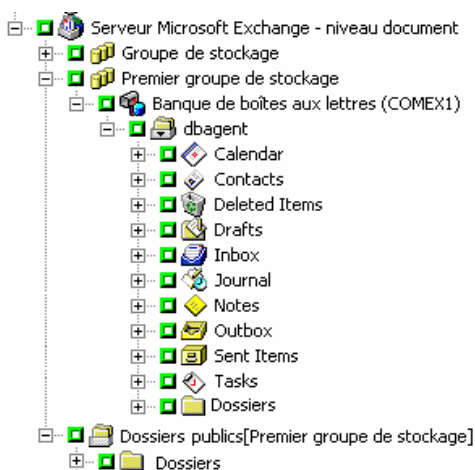 Serveur Microsoft Exchange - niveau document
Groupe de stockage
Premier groupe de stockage
Banque de boîtes aux lettres (COMEX1)
dbagent
Calendar
Contacts
Deleted Items
Drafts
Inbox
Journal
Notes
Outbox
Sent Items
Tasks
Dossiers
Dossiers publics[Premier groupe de stockage]
Dossiers